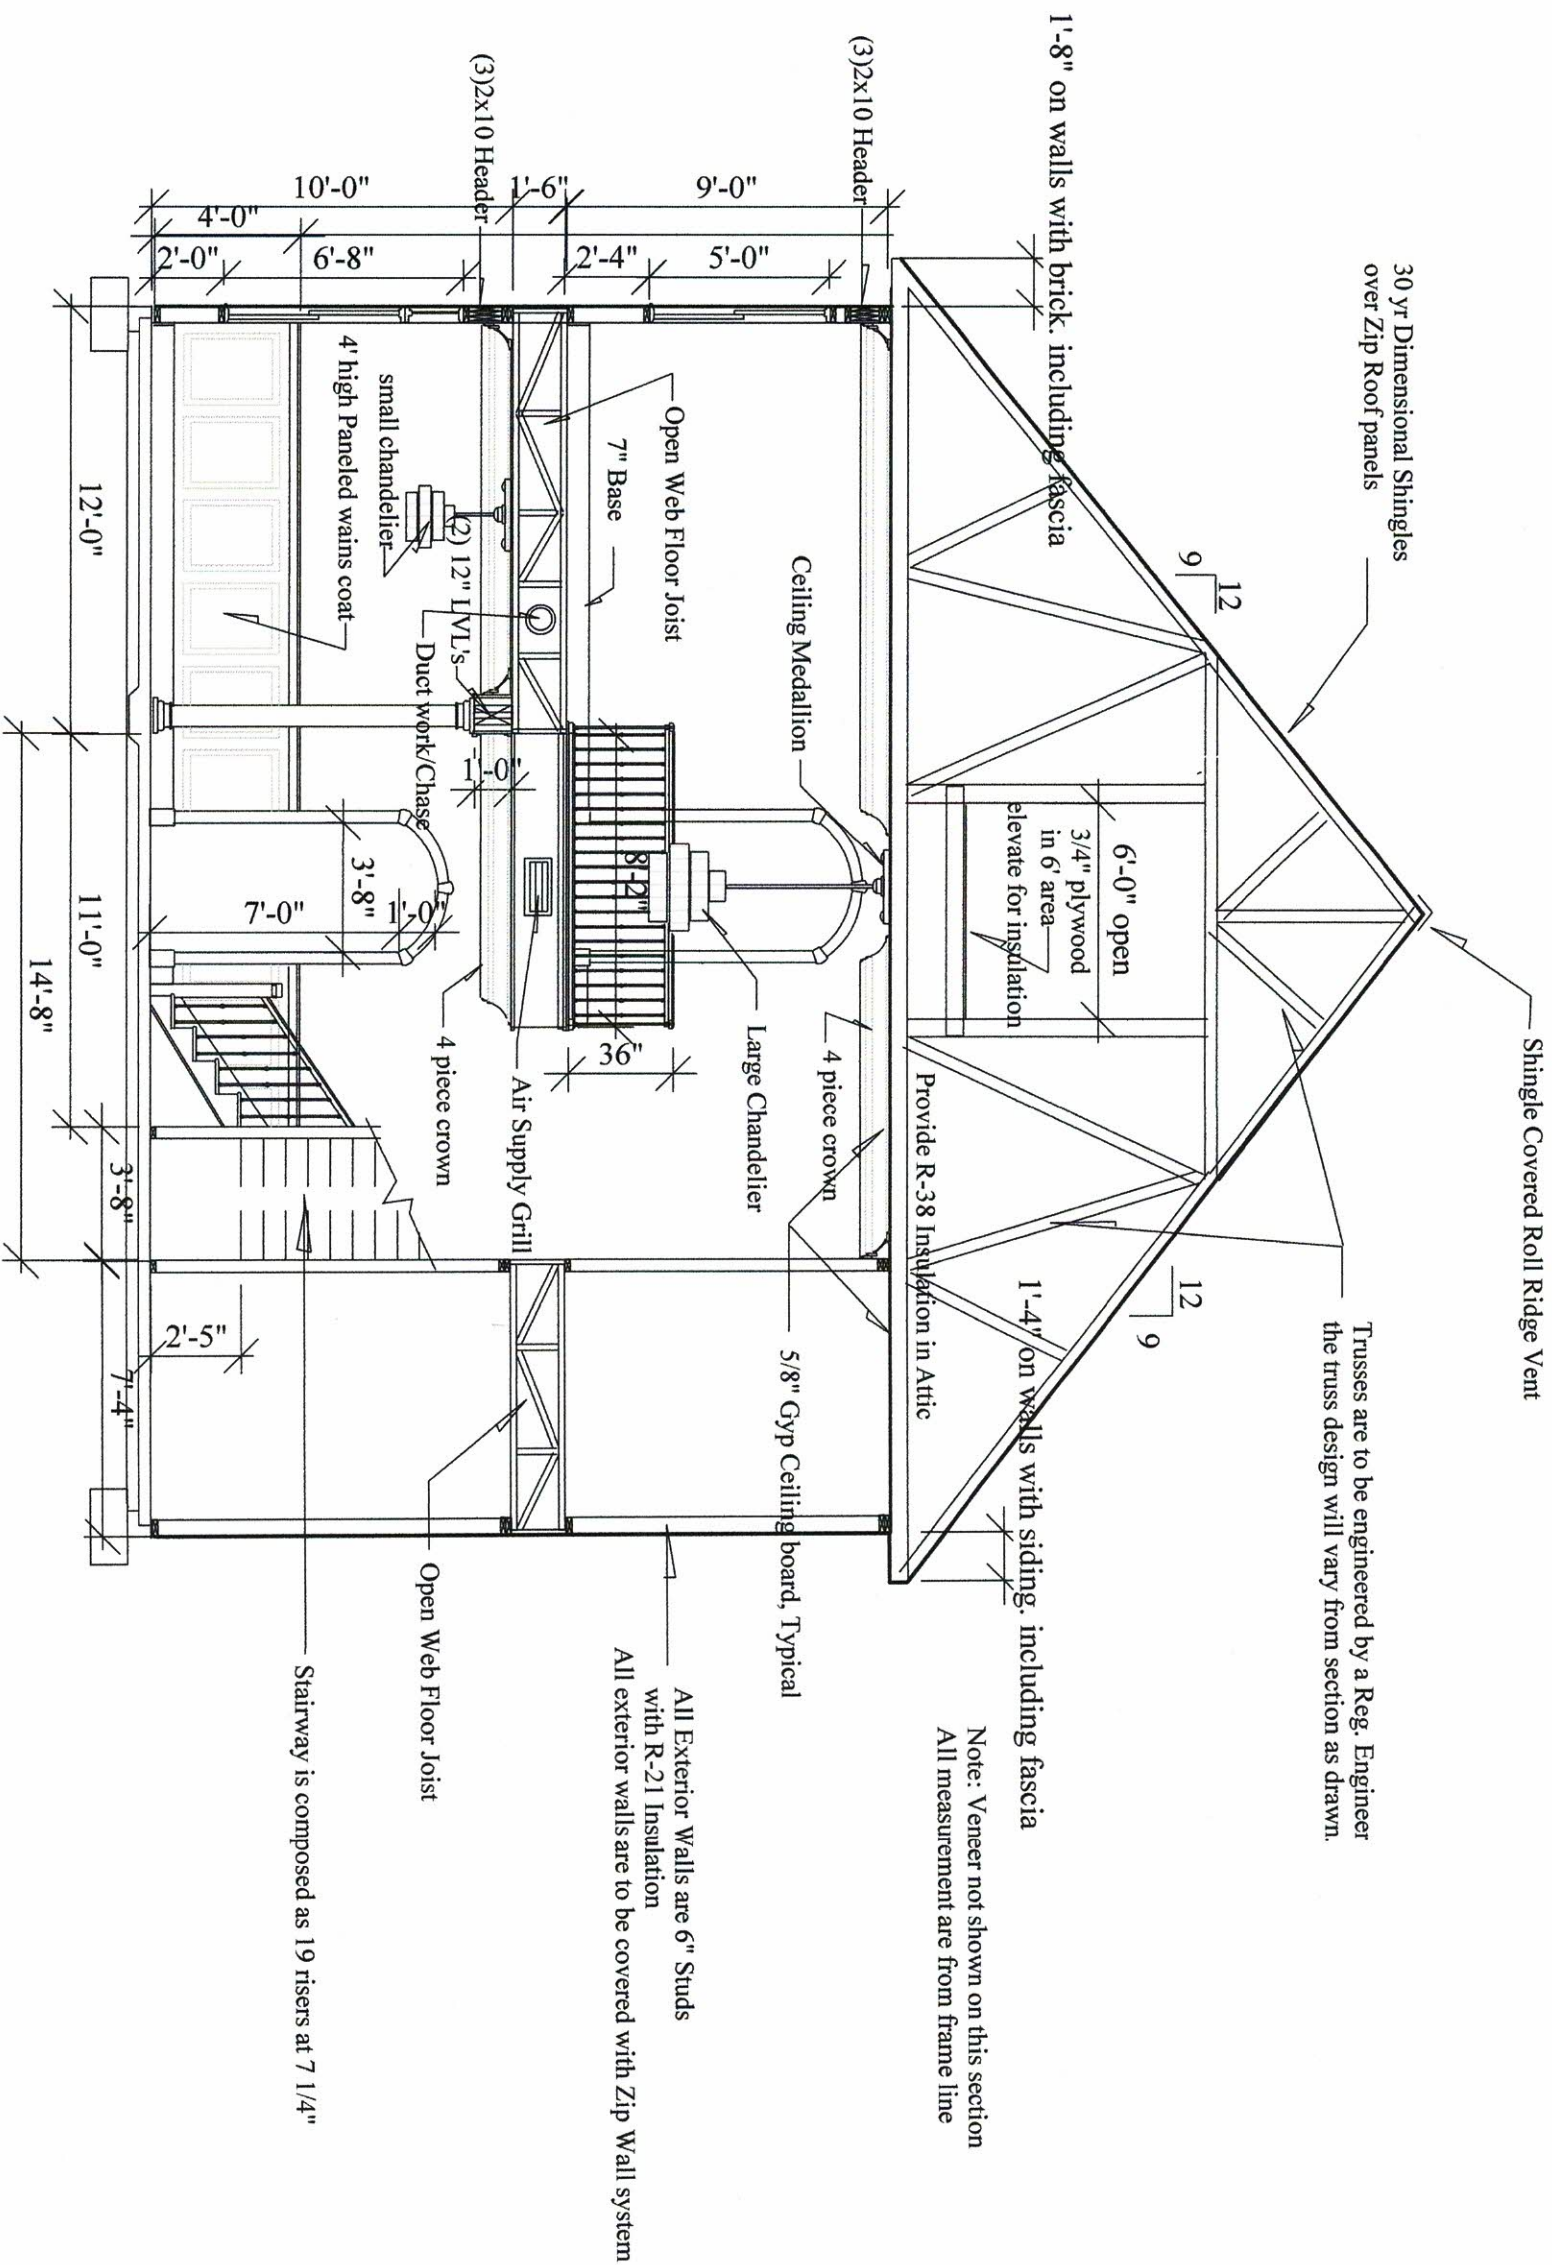 Shingle Covered Roll Ridge Vent
30 yr Dimensional Shingles
over Zip Roof panels
Trusses are to be engineered by a Reg. Engineer
the truss design will vary from section as drawn.
12
9
12
9
6'-0" open
3/4" plywood
in 6' area
elevate for insulation
1'-8" on walls with brick. including fascia
1'-4" on walls with siding. including fascia
Note: Veneer not shown on this section
All measurement are from frame line
Provide R-38 Insulation in Attic
(3)2x10 Header
Ceiling Medallion
4 piece crown
5/8" Gyp Ceiling board, Typical
Large Chandelier
9'-0"
5'-0"
2'-4"
Open Web Floor Joist
7" Base
8'-2"
36"
All Exterior Walls are 6" Studs
with R-21 Insulation
All exterior walls are to be covered with Zip Wall system
1'-6"
Air Supply Grill
(3)2x10 Header
(2) 12" LVL's
1'-0"
Duct work/Chase
4 piece crown
Open Web Floor Joist
small chandelier
4' high Paneled wains coat
10'-0"
4'-0"
2'-0"
6'-8"
3'-8"
7'-0"
1'-0"
Stairway is composed as 19 risers at 7 1/4"
2'-5"
3'-8"
7'-4"
12'-0"
11'-0"
14'-8"